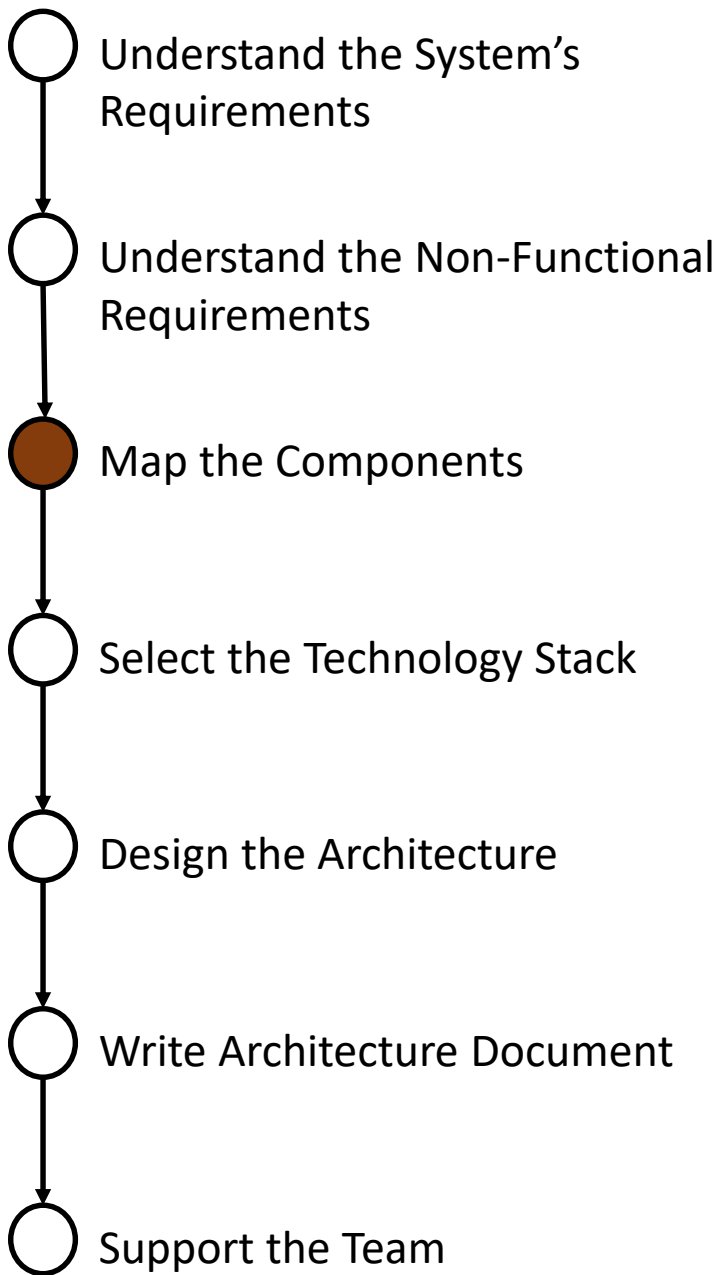 Understand the System’s
Requirements
Understand the Non-Functional
Requirements
Map the Components
Select the Technology Stack
Design the Architecture
Write Architecture Document
Support the Team